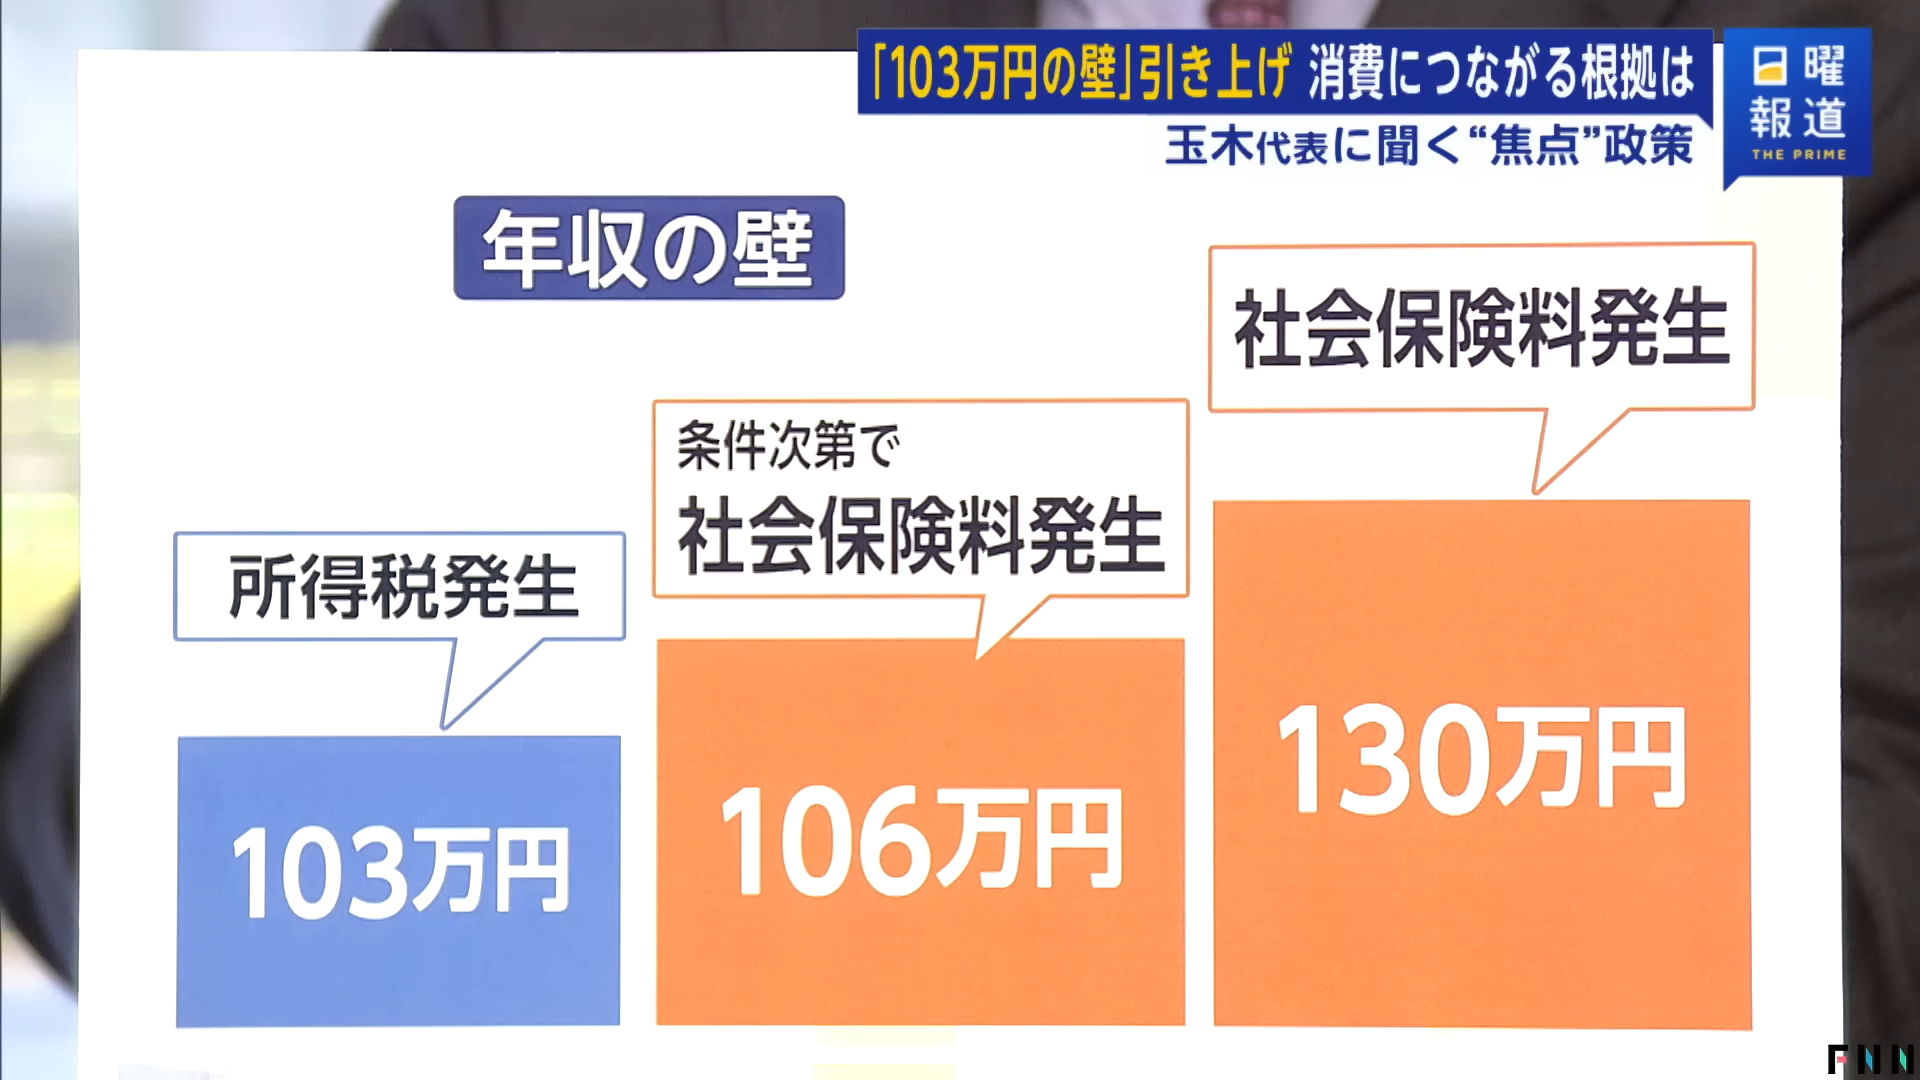 「103万円の壁」引き上げ 消費につながる根拠は
玉木代表に聞く“焦点”政策
日曜
報道
THE PRIME
年収の壁
所得税発生
103万円
条件次第で
社会保険料発生
106万円
社会保険料発生
130万円
FNN